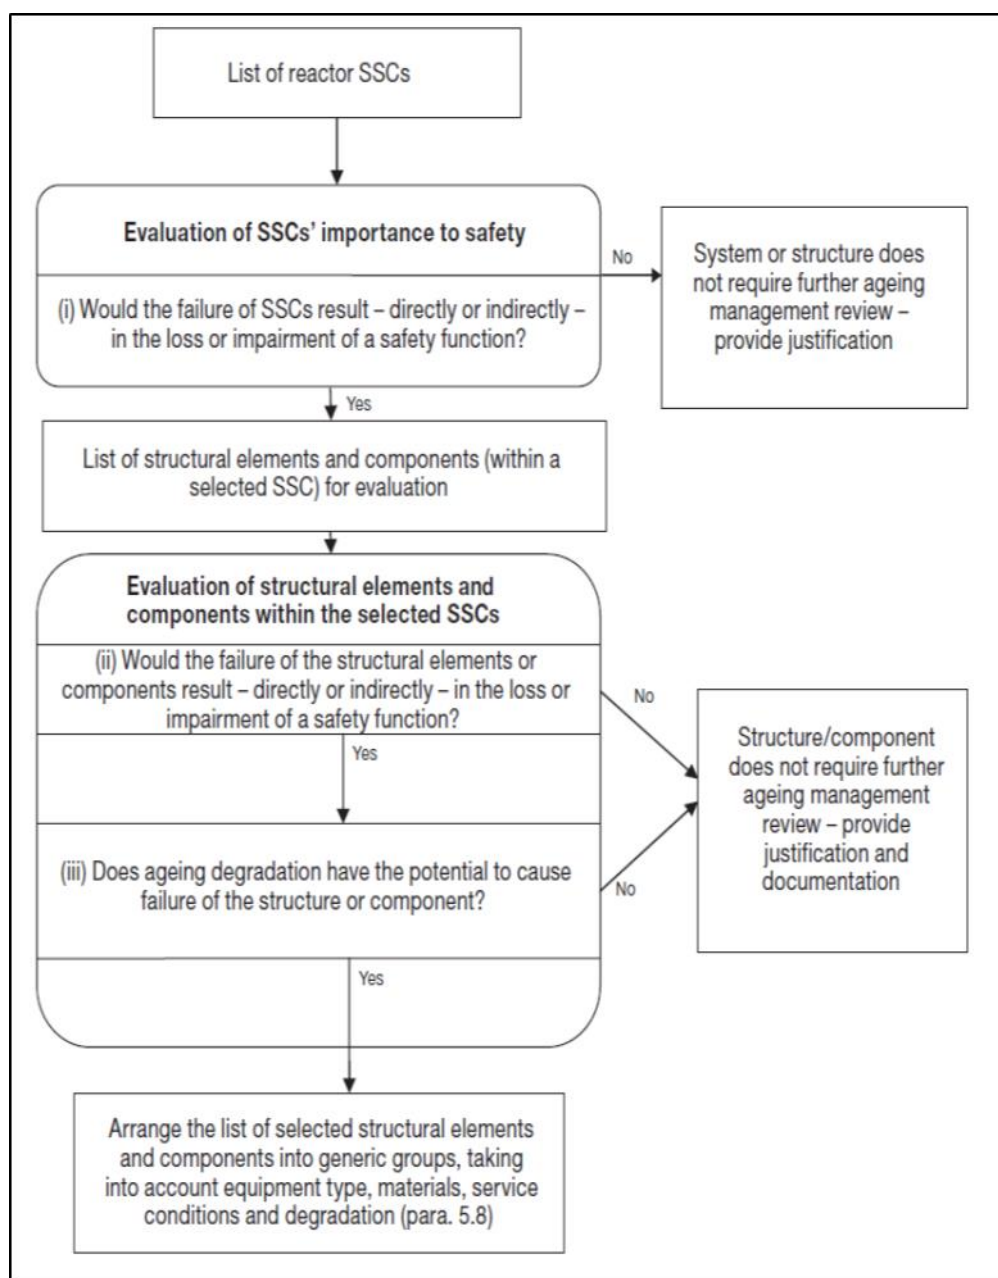 List of reactor SSCs
Evaluation of SSCs’ importance to safety
No
System or structure does
not require further ageing
management review –
provide justification
(i) Would the failure of SSCs result – directly or indirectly –
in the loss or impairment of a safety function?
Yes
List of structural elements and components (within a
selected SSC) for evaluation
Evaluation of structural elements and
components within the selected SSCs
(ii) Would the failure of the structural elements or
components result – directly or indirectly – in the loss or
impairment of a safety function?
No
Yes
Structure/component
does not require further
ageing management
review – provide
justification and
documentation
(iii) Does ageing degradation have the potential to cause
failure of the structure or component?
No
Yes
Arrange the list of selected structural elements
and components into generic groups, taking
into account equipment type, materials, service
conditions and degradation (para. 5.8)